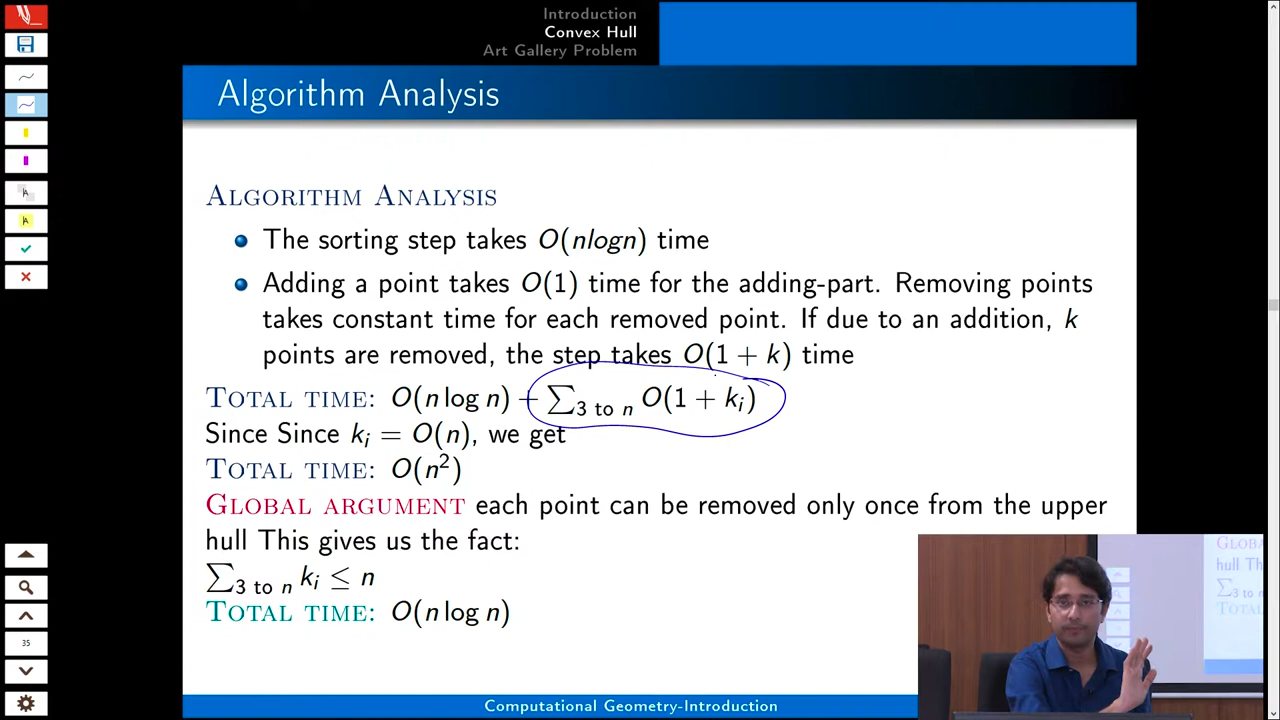 Introduction
Convex Hull
Art Gallery Problem
Algorithm Analysis
ALGORITHM ANALYSIS
The sorting step takes O(nlogn) time
Adding a point takes O(1) time for the adding-part. Removing points
takes constant time for each removed point. If due to an addition, k
points are removed, the step takes O(1 + k) time
TOTAL TIME: O(n log n) + ∑₃ to n O(1 + kᵢ)
Since Since kᵢ = O(n), we get
TOTAL TIME: O(n²)
GLOBAL ARGUMENT each point can be removed only once from the upper
hull This gives us the fact:
∑₃ to n kᵢ ≤ n
TOTAL TIME: O(n log n)
35
Computational Geometry-Introduction